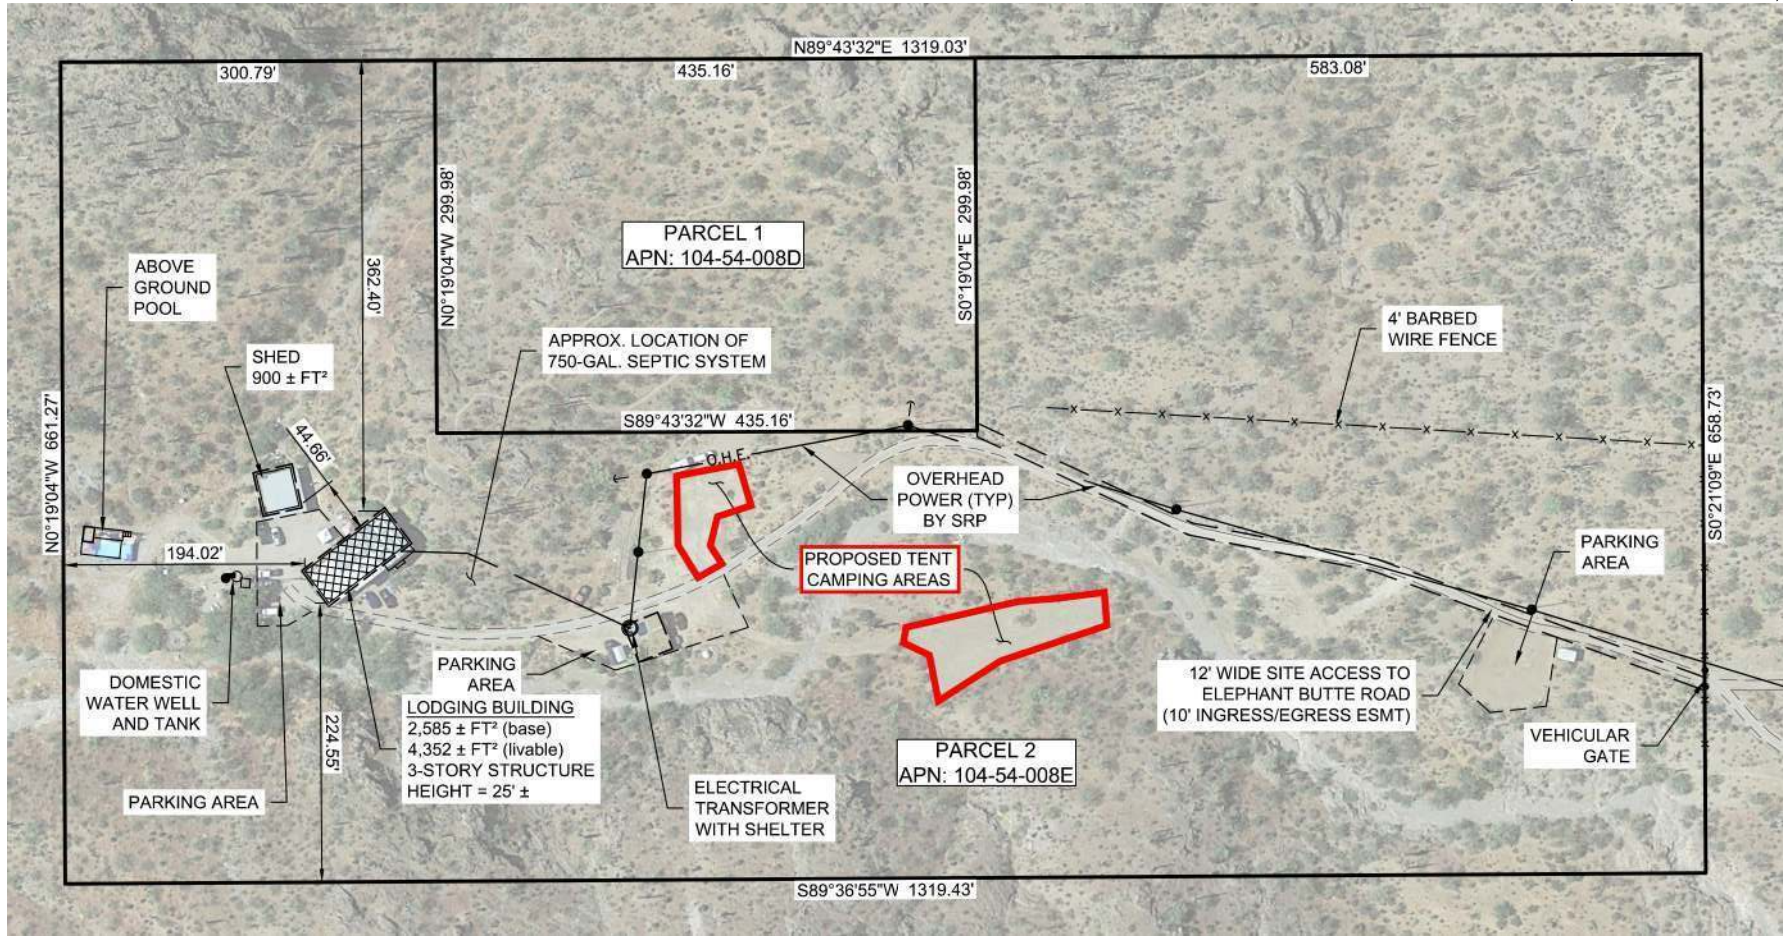 N89°43'32"E 1319.03'
300.79'
435.16'
583.08'
N0°19'04"W 299.98'
S0°19'04"E 299.98'
362.40'
PARCEL 1
APN: 104-54-008D
ABOVE
GROUND
POOL
SHED
900 ± FT²
APPROX. LOCATION OF
750-GAL. SEPTIC SYSTEM
4' BARBED
WIRE FENCE
S89°43'32"W 435.16'
N0°19'04"W 661.27'
S0°21'09"E 658.73'
44.66'
O.H.E.
OVERHEAD
POWER (TYP)
BY SRP
194.02'
PROPOSED TENT
CAMPING AREAS
PARKING
AREA
DOMESTIC
WATER WELL
AND TANK
PARKING
AREA
LODGING BUILDING
2,585 ± FT² (base)
4,352 ± FT² (livable)
3-STORY STRUCTURE
HEIGHT = 25' ±
224.55'
12' WIDE SITE ACCESS TO
ELEPHANT BUTTE ROAD
(10' INGRESS/EGRESS ESMT)
VEHICULAR
GATE
PARCEL 2
APN: 104-54-008E
PARKING AREA
ELECTRICAL
TRANSFORMER
WITH SHELTER
S89°36'55"W 1319.43'